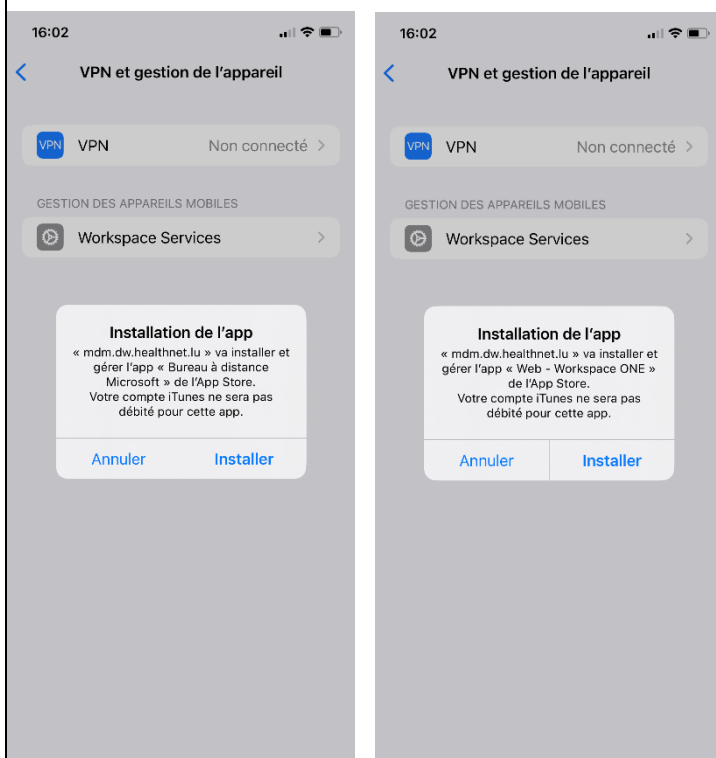 16:02
VPN et gestion de l'appareil
VPN VPN Non connecté
GESTION DES APPAREILS MOBILES
Workspace Services
Installation de l'app
« mdm.dw.healthnet.lu » va installer et
gérer l'app « Bureau à distance
Microsoft » de l'App Store.
Votre compte iTunes ne sera pas
débité pour cette app.
Annuler Installer
16:02
VPN et gestion de l'appareil
VPN VPN Non connecté
GESTION DES APPAREILS MOBILES
Workspace Services
Installation de l'app
« mdm.dw.healthnet.lu » va installer et
gérer l'app « Web - Workspace ONE »
de l'App Store.
Votre compte iTunes ne sera pas
débité pour cette app.
Annuler Installer